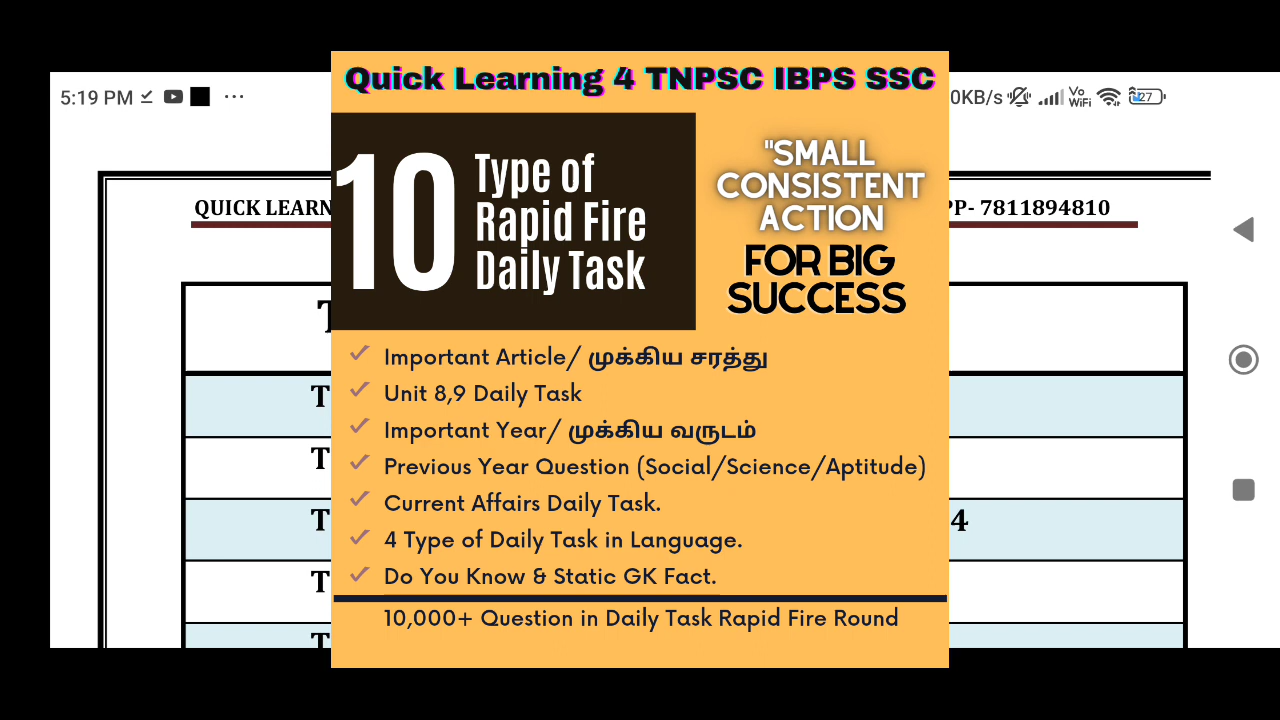 Quick Learning 4 TNPSC IBPS SSC
5:19 PM
0KB/s
Vo
WiFi
27
10
Type of
Rapid Fire
Daily Task
"SMALL
CONSISTENT
ACTION
FOR BIG
SUCCESS
QUICK LEARN
PP- 7811894810
Important Article/ முக்கிய சரத்து
Unit 8,9 Daily Task
Important Year/ முக்கிய வருடம்
Previous Year Question (Social/Science/Aptitude)
Current Affairs Daily Task.
4 Type of Daily Task in Language.
Do You Know & Static GK Fact.
10,000+ Question in Daily Task Rapid Fire Round
T
T
T
T
4
T
T